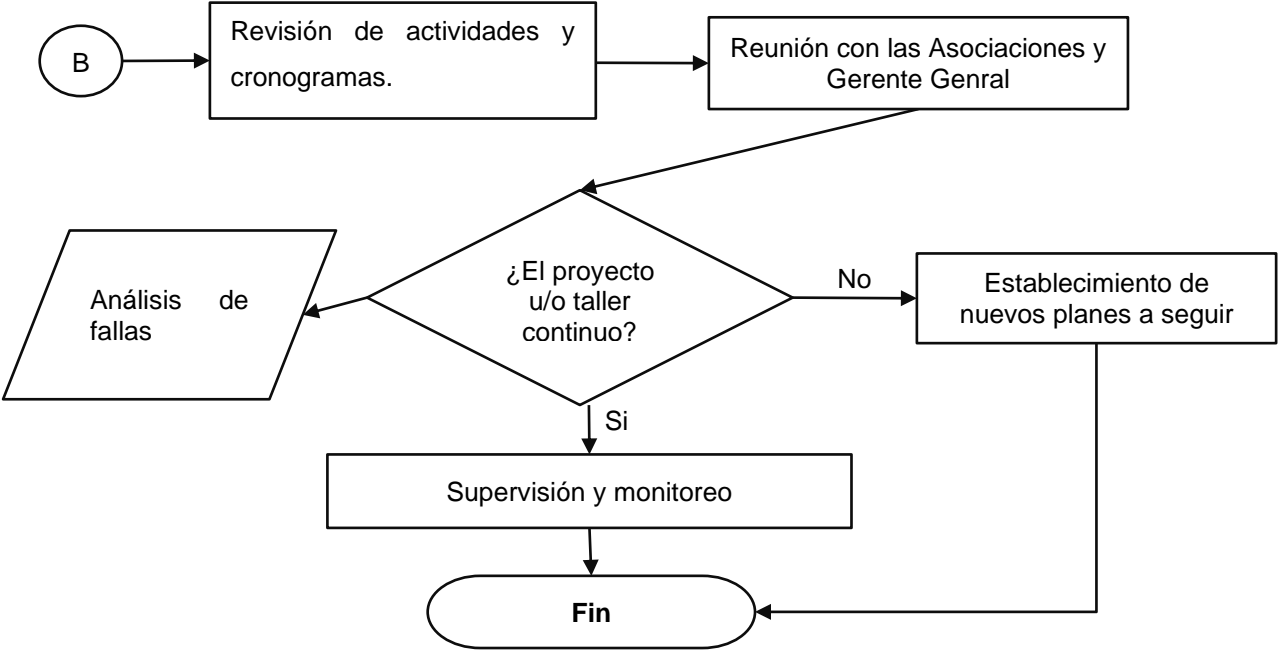 B
Revisión de actividades y
cronogramas.
Reunión con las Asociaciones y
Gerente Genral
¿El proyecto
u/o taller
continuo?
Análisis de
fallas
No
Establecimiento de
nuevos planes a seguir
Si
Supervisión y monitoreo
Fin